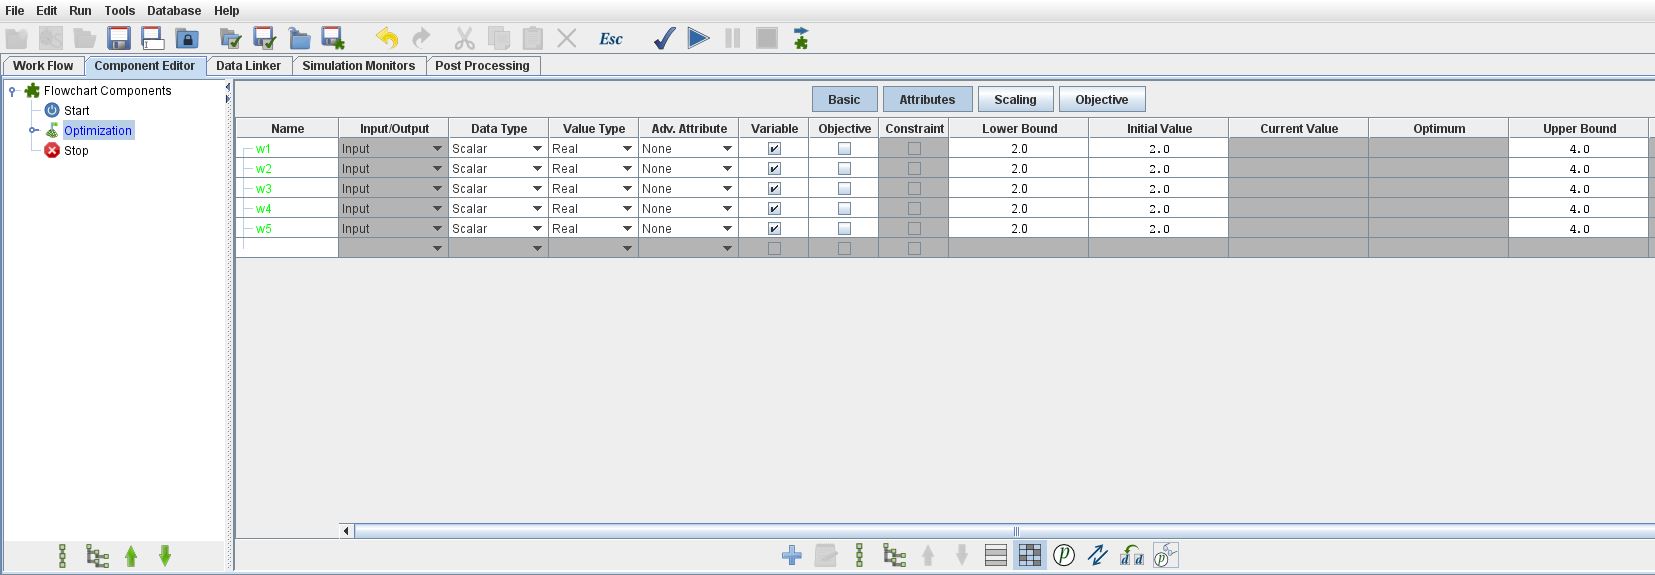 File Edit Run Tools Database Help
Esc
Work Flow Component Editor Data Linker Simulation Monitors Post Processing
Flowchart Components
Start
Optimization
Stop
Basic Attributes Scaling Objective
Name Input/Output Data Type Value Type Adv. Attribute Variable Objective Constraint Lower Bound Initial Value Current Value Optimum Upper Bound
w1 Input Scalar Real None 2.0 2.0 4.0
w2 Input Scalar Real None 2.0 2.0 4.0
w3 Input Scalar Real None 2.0 2.0 4.0
w4 Input Scalar Real None 2.0 2.0 4.0
w5 Input Scalar Real None 2.0 2.0 4.0
p d d p